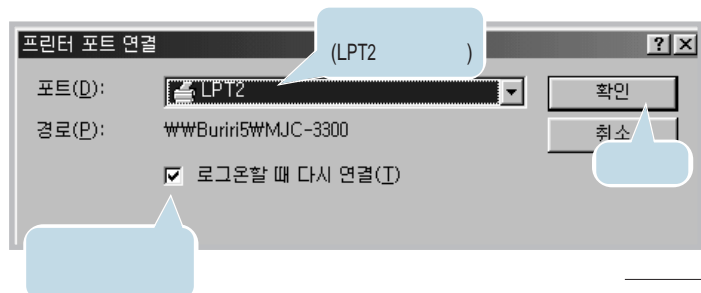 프린터 포트 연결
(LPT2 )
포트(D): LPT2 확인
경로(P): ₩₩Buriri5₩MJC-3300 취소
로그온할 때 다시 연결(T)